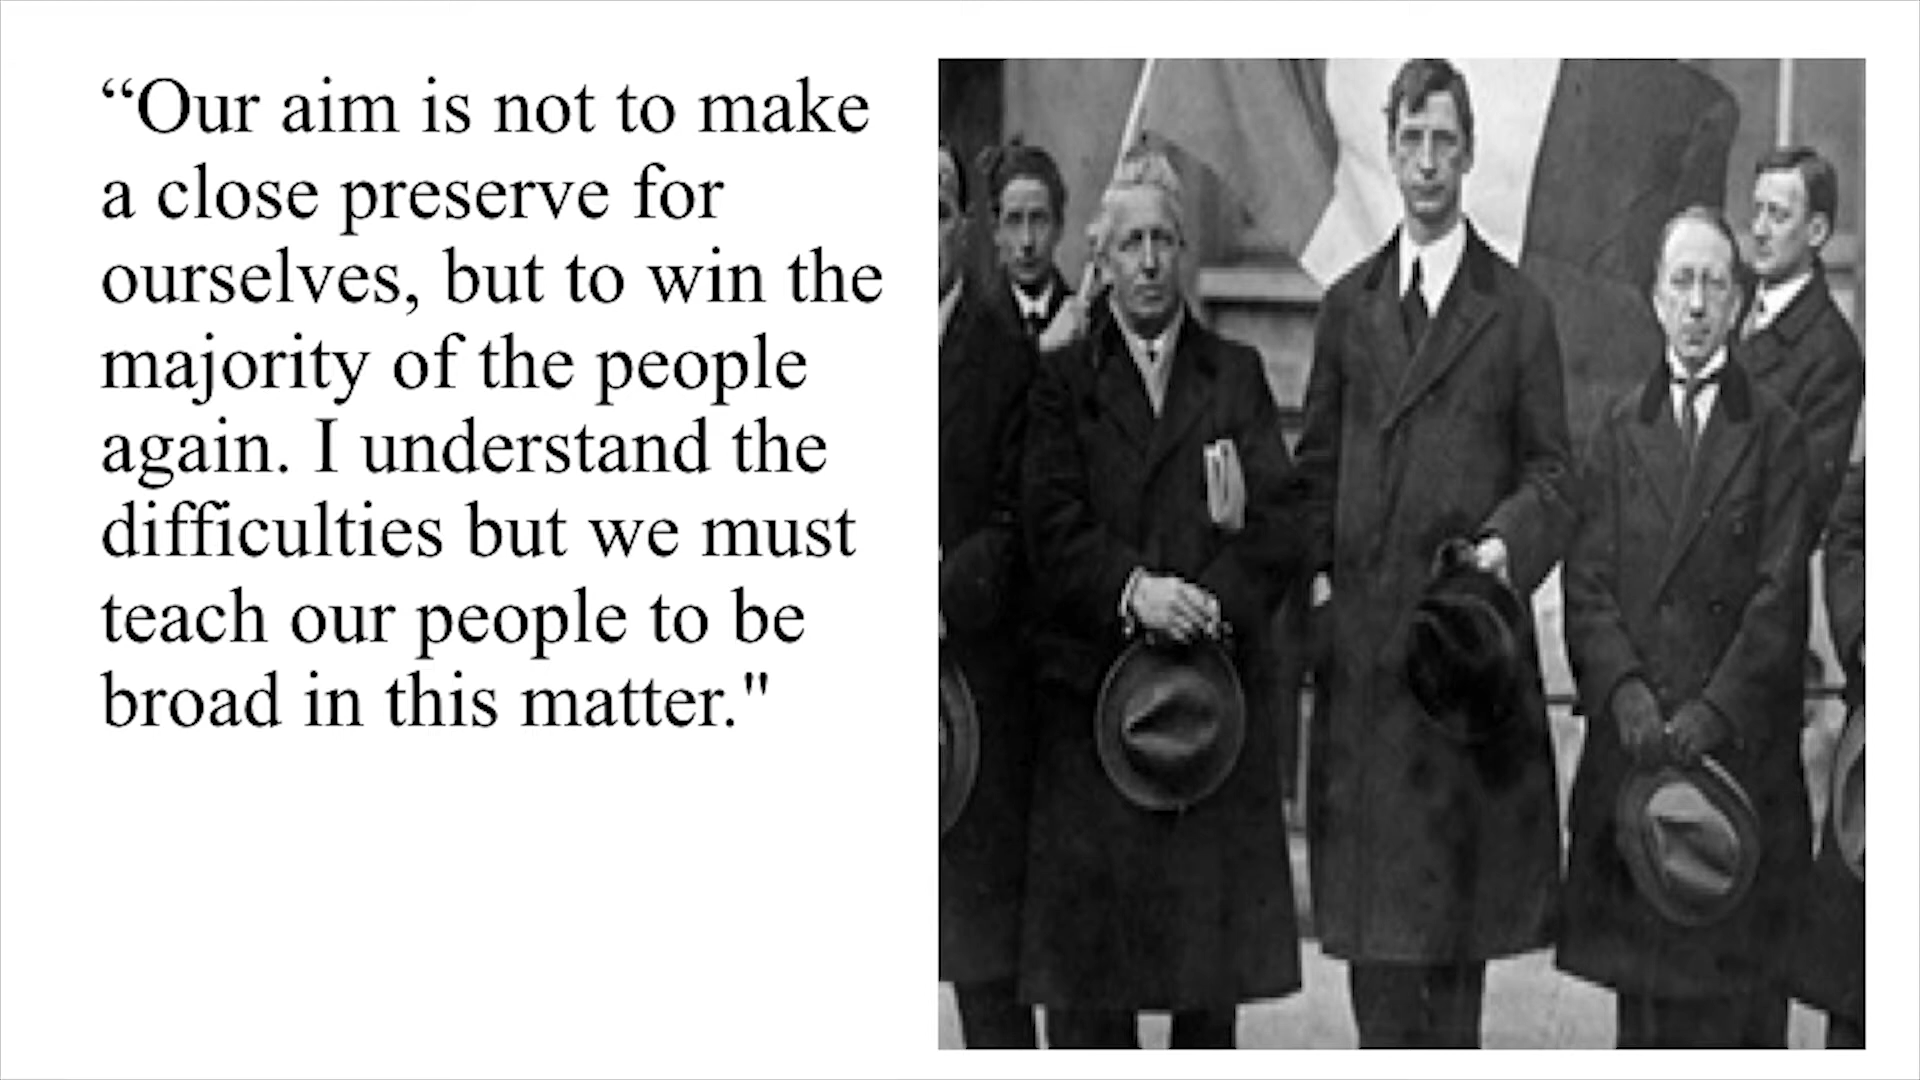 “Our aim is not to make
a close preserve for
ourselves, but to win the
majority of the people
again. I understand the
difficulties but we must
teach our people to be
broad in this matter."